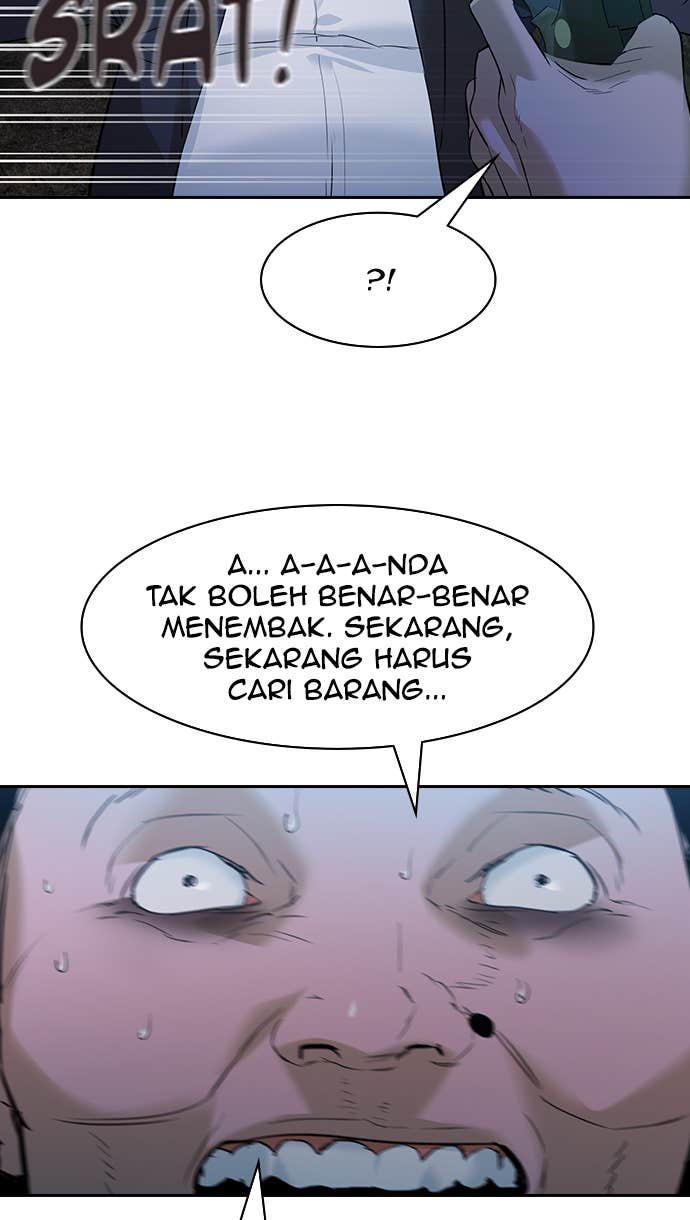 SRAT!
?!
A... A-A-A-NDA
TAK BOLEH BENAR-BENAR
MENEMBAK. SEKARANG,
SEKARANG HARUS
CARI BARANG...